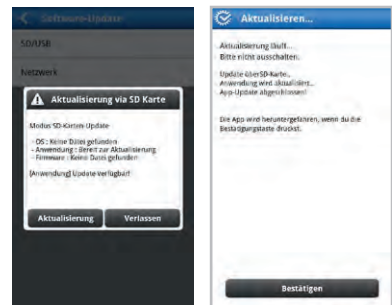 Software-Update
SD/USB
Netzwerk
Aktualisierung via SD Karte
Modus SD-Karten-Update
- OS : Keine Datei gefunden
- Anwendung : Bereit zur Aktualisierung
- Firmware : Keine Datei gefunden
[Anwendung] Update verfügbar!
Aktualisierung Verlassen
Aktualisieren...
Aktualisierung läuft...
Bitte nicht ausschalten.
Update überSD-Karte..
Anwendung wird aktualisiert..
App-Update abgeschlossen!
Die App wird heruntergefahren, wenn du die
Bestätigungstaste drückst.
Bestätigen